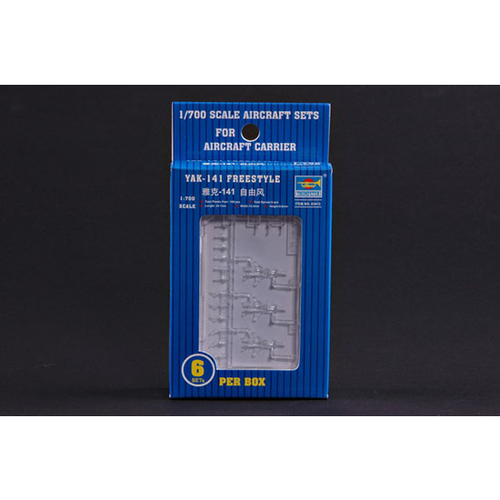 1/700 SCALE AIRCRAFT SETS
FOR
AIRCRAFT CARRIER
YAK-141 FREESTYLE
雅克-141 自由风
1:700
SCALE
6
SETs
PER BOX